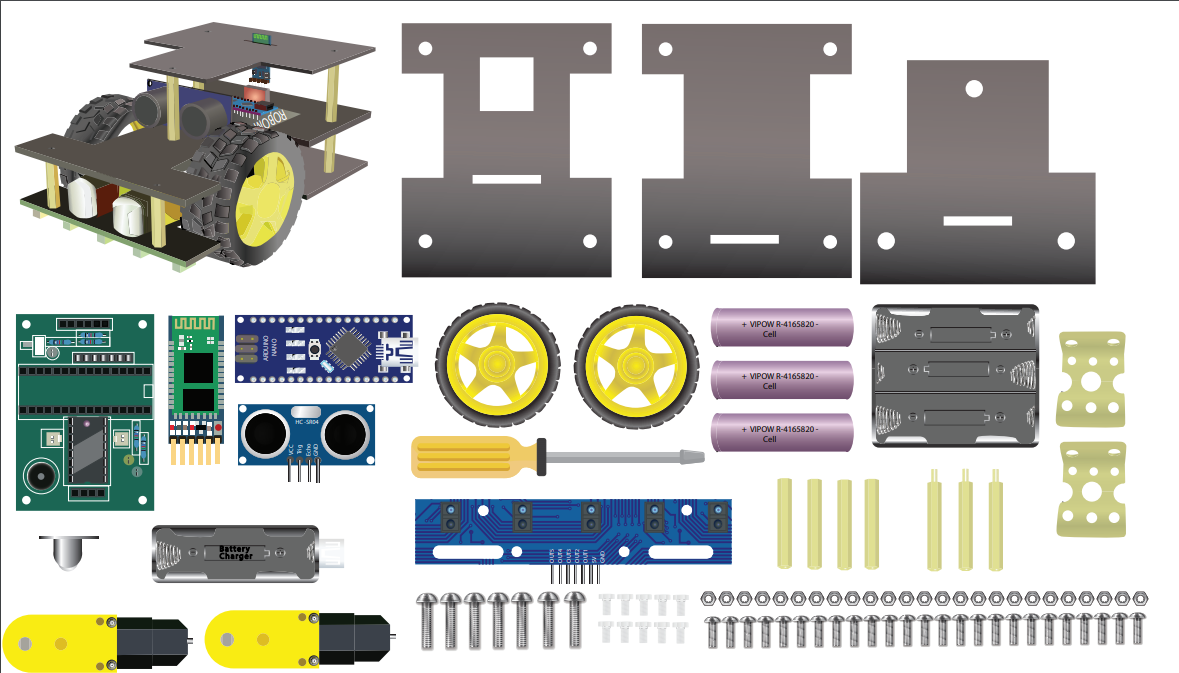 ROBON
+ VIPOW R-4165820 -
Cell
+ VIPOW R-4165820 -
Cell
+ VIPOW R-4165820 -
Cell
ARDUINO
NANO
HC-SR04
VCC
Trig
Echo
GND
Battery
Charger
OUT5
OUT4
OUT3
OUT2
OUT1
5V
GND